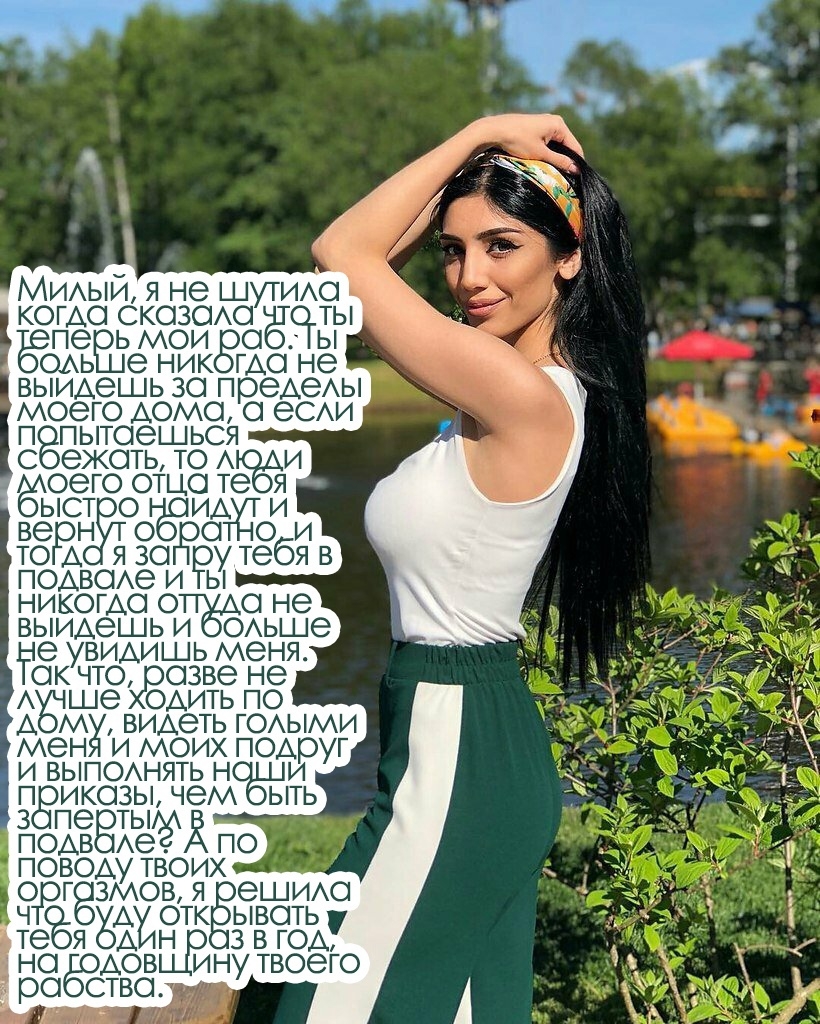 Милый, я не шутила
когда сказала что ты
теперь мой раб. Ты
больше никогда не
выйдешь за пределы
моего дома, а если
попытаешься
сбежать, то люди
моего отца тебя
быстро найдут и
вернут обратно, и
тогда я запру тебя в
подвале и ты
никогда оттуда не
выйдешь и больше
не увидишь меня.
Так что, разве не
лучше ходить по
дому, видеть голыми
меня и моих подруг
и выполнять наши
приказы, чем быть
запертым в
подвале? А по
поводу твоих
оргазмов, я решила
что буду открывать
тебя один раз в год,
на годовщину твоего
рабства.